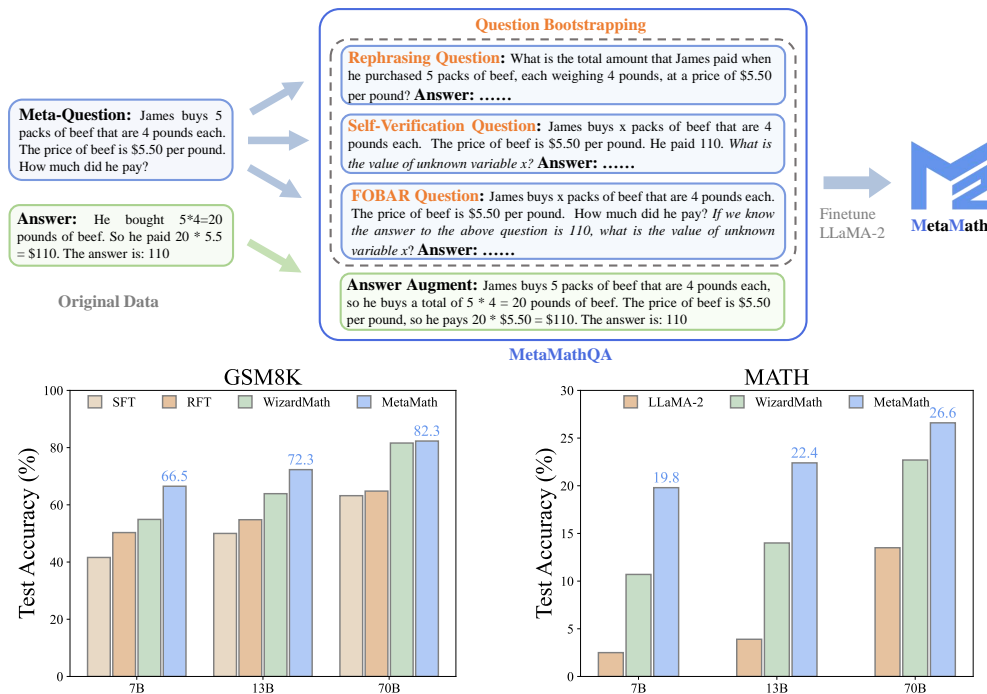 Question Bootstrapping
Rephrasing Question: What is the total amount that James paid when
he purchased 5 packs of beef, each weighing 4 pounds, at a price of $5.50
per pound? Answer: ......
Meta-Question: James buys 5
packs of beef that are 4 pounds each.
The price of beef is $5.50 per pound.
How much did he pay?
Self-Verification Question: James buys x packs of beef that are 4
pounds each. The price of beef is $5.50 per pound. He paid 110. What is
the value of unknown variable x? Answer: ......
FOBAR Question: James buys x packs of beef that are 4 pounds each.
The price of beef is $5.50 per pound. How much did he pay? If we know
the answer to the above question is 110, what is the value of unknown
variable x? Answer: ......
Answer: He bought 5*4=20
pounds of beef. So he paid 20 * 5.5
= $110. The answer is: 110
Original Data
Answer Augment: James buys 5 packs of beef that are 4 pounds each,
so he buys a total of 5 * 4 = 20 pounds of beef. The price of beef is $5.50
per pound, so he pays 20 * $5.50 = $110. The answer is: 110
MetaMathQA
Finetune
LLaMA-2
M2
MetaMath
GSM8K
SFT RFT WizardMath MetaMath
Test Accuracy (%)
100
80
60
40
20
0
66.5
72.3
82.3
7B 13B 70B
MATH
LLaMA-2 WizardMath MetaMath
Test Accuracy (%)
30
25
20
15
10
5
0
19.8
22.4
26.6
7B 13B 70B